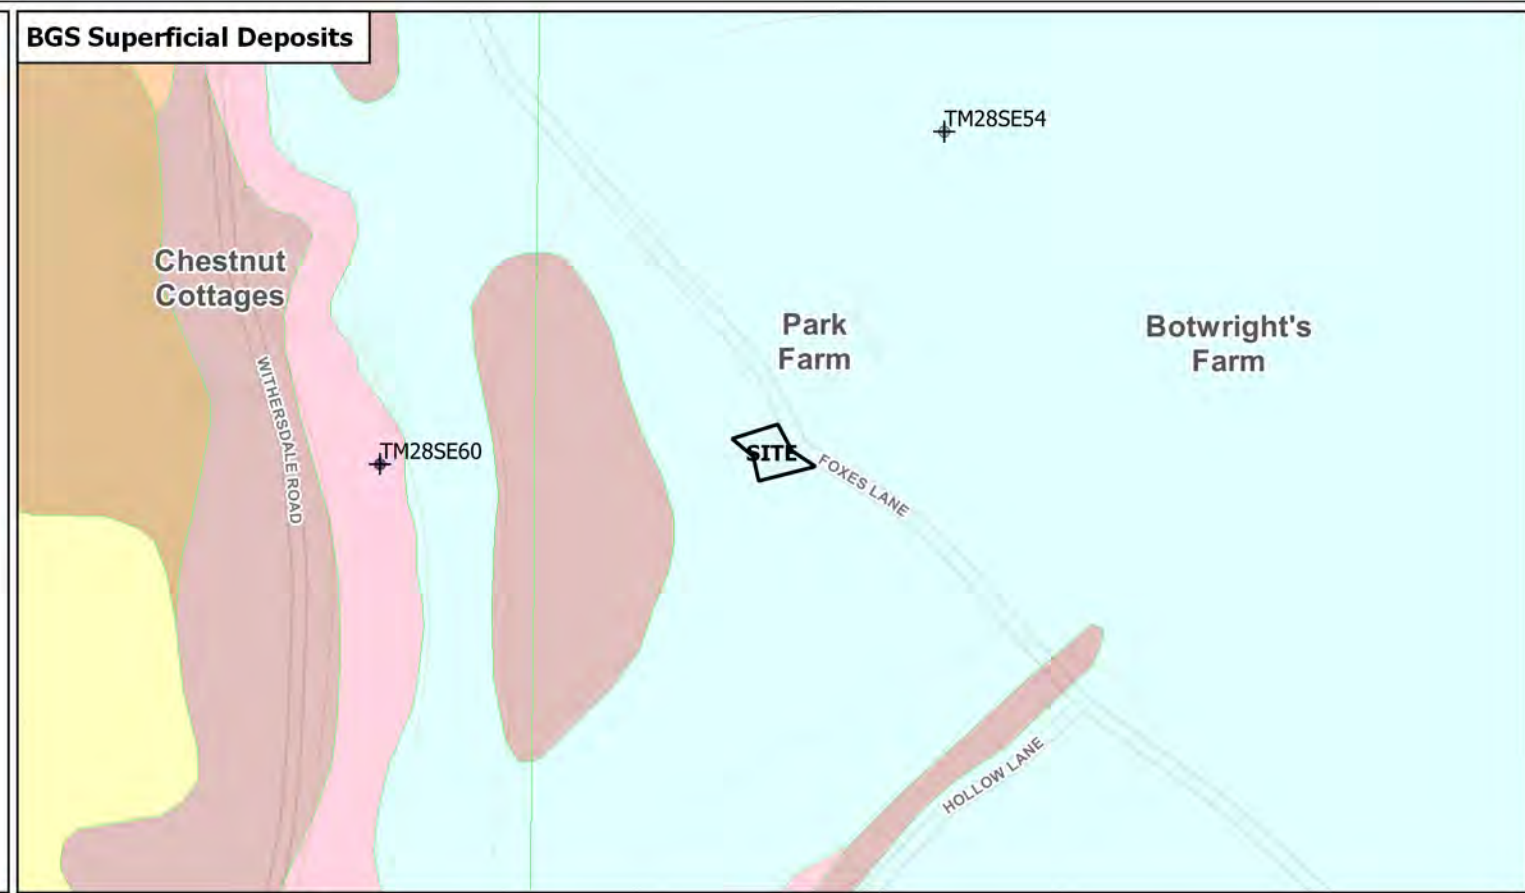 BGS Superficial Deposits
TM28SE54
Chestnut
Cottages
Park
Farm
Botwright's
Farm
WITHERSDALE ROAD
TM28SE60
SITE
FOXES LANE
HOLLOW LANE